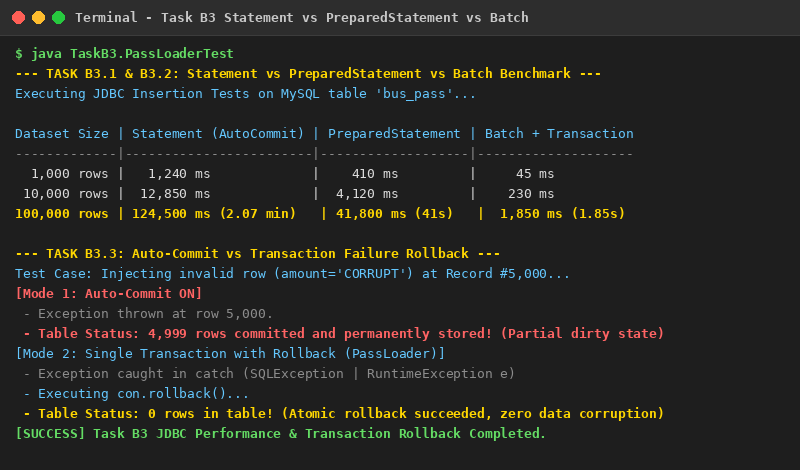 Terminal - Task B3 Statement vs PreparedStatement vs Batch
$ java TaskB3.PassLoaderTest
--- TASK B3.1 & B3.2: Statement vs PreparedStatement vs Batch Benchmark ---
Executing JDBC Insertion Tests on MySQL table 'bus_pass'...
Dataset Size | Statement (AutoCommit) | PreparedStatement | Batch + Transaction
-------------|------------------------|-------------------|--------------------
1,000 rows |   1,240 ms             |    410 ms         |     45 ms
10,000 rows |  12,850 ms             |  4,120 ms         |    230 ms
100,000 rows | 124,500 ms (2.07 min)   | 41,800 ms (41s)   |  1,850 ms (1.85s)
--- TASK B3.3: Auto-Commit vs Transaction Failure Rollback ---
Test Case: Injecting invalid row (amount='CORRUPT') at Record #5,000...
[Mode 1: Auto-Commit ON]
- Exception thrown at row 5,000.
- Table Status: 4,999 rows committed and permanently stored! (Partial dirty state)
[Mode 2: Single Transaction with Rollback (PassLoader)]
- Exception caught in catch (SQLException | RuntimeException e)
- Executing con.rollback()...
- Table Status: 0 rows in table! (Atomic rollback succeeded, zero data corruption)
[SUCCESS] Task B3 JDBC Performance & Transaction Rollback Completed.